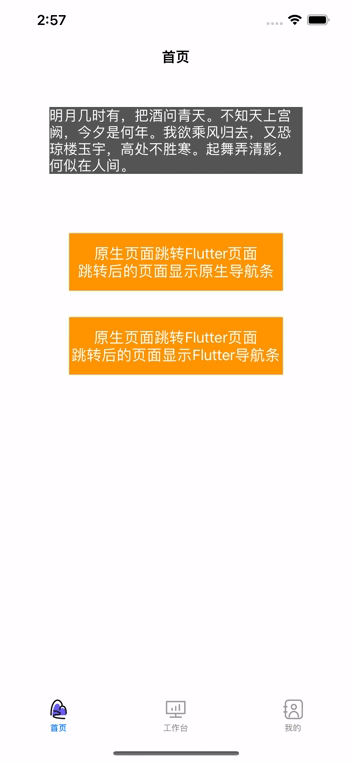 2:57
首页
明月几时有，把酒问青天。不知天上宫
阙，今夕是何年。我欲乘风归去，又恐
琼楼玉宇，高处不胜寒。起舞弄清影，
何似在人间。
原生页面跳转Flutter页面
跳转后的页面显示原生导航条
原生页面跳转Flutter页面
跳转后的页面显示Flutter导航条
首页
工作台
我的